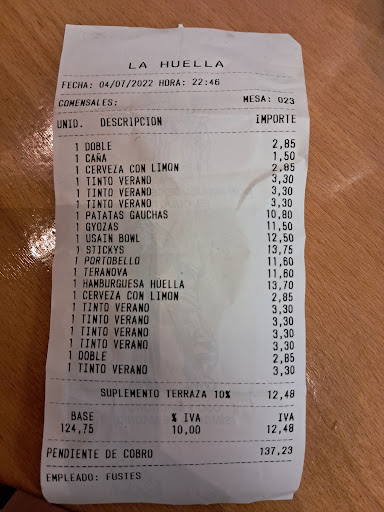 LA HUELLA
FECHA: 04/07/2022 HORA: 22:46
COMENSALES: MESA: 023
UNID. DESCRIPCION IMPORTE
1 DOBLE 2,85
1 CAÑA 1,50
1 CERVEZA CON LIMON 2,85
1 TINTO VERANO 3,30
1 TINTO VERANO 3,30
1 TINTO VERANO 3,30
1 PATATAS GAUCHAS 10,80
1 GYOZAS 11,50
1 USAIN BOWL 12,50
1 STICKYS 13,75
1 PORTOBELLO 11,60
1 TERANOVA 11,60
1 HAMBURGUESA HUELLA 13,70
1 CERVEZA CON LIMON 2,85
1 TINTO VERANO 3,30
1 TINTO VERANO 3,30
1 TINTO VERANO 3,30
1 TINTO VERANO 3,30
1 DOBLE 2,85
1 TINTO VERANO 3,30
SUPLEMENTO TERRAZA 10% 12,48
BASE % IVA IVA
124,75 10,00 12,48
PENDIENTE DE COBRO 137,23
EMPLEADO: FUSTES